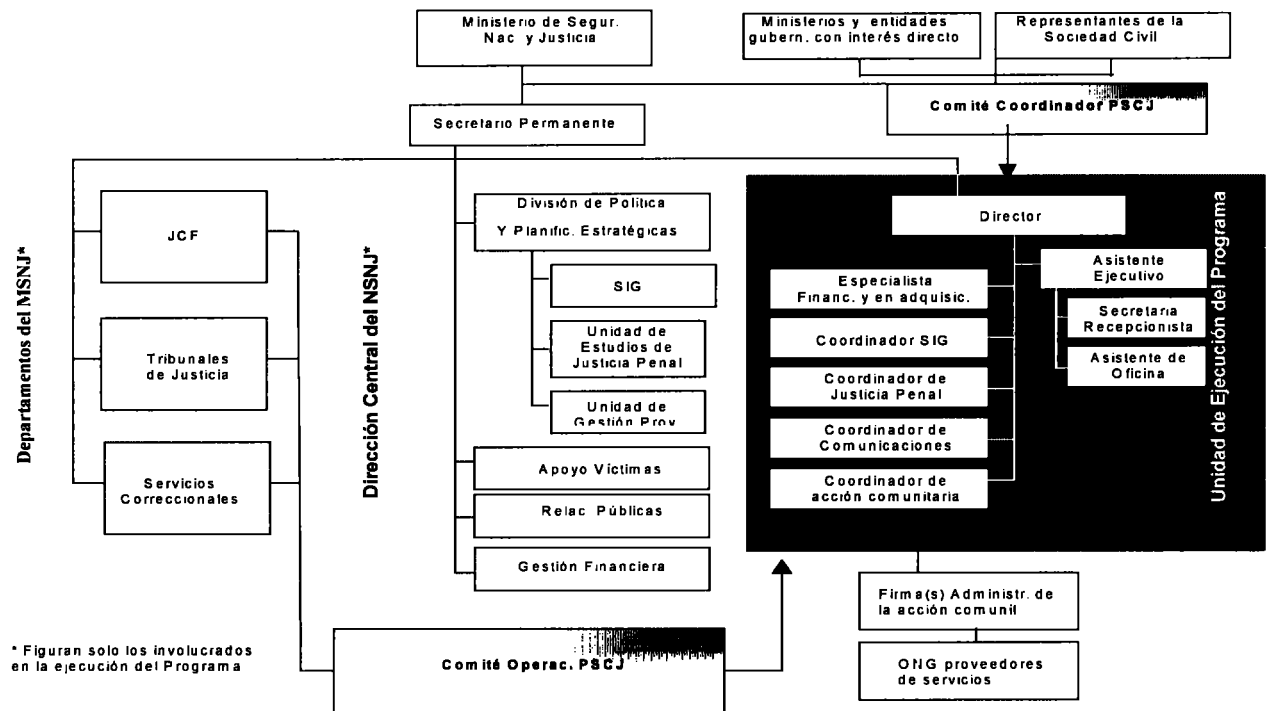 Ministerio de Segur.
Nac y Justicia
Ministerios y entidades
gubern. con interés directo
Representantes de la
Sociedad Civil
Comité Coordinador PSCJ
Secretario Permanente
Departamentos del MSNJ*
JCF
Tribunales
de Justicia
Servicios
Correccionales
Dirección Central del NSNJ*
División de Política
Y Planific. Estratégicas
SIG
Unidad de
Estudios de
Justicia Penal
Unidad de
Gestión Prov
Apoyo Víctimas
Relac Públicas
Gestión Financiera
Director
Especialista
Financ. y en adquisic.
Coordinador SIG
Coordinador de
Justicia Penal
Coordinador de
Comunicaciones
Coordinador de
acción comunitaria
Asistente
Ejecutivo
Secretaria
Recepcionista
Asistente de
Oficina
Unidad de Ejecución del Programa
Firma(s) Administr. de
la acción comunil
ONG proveedores
de servicios
Comité Operac. PSCJ
* Figuran solo los involucrados
en la ejecución del Programa